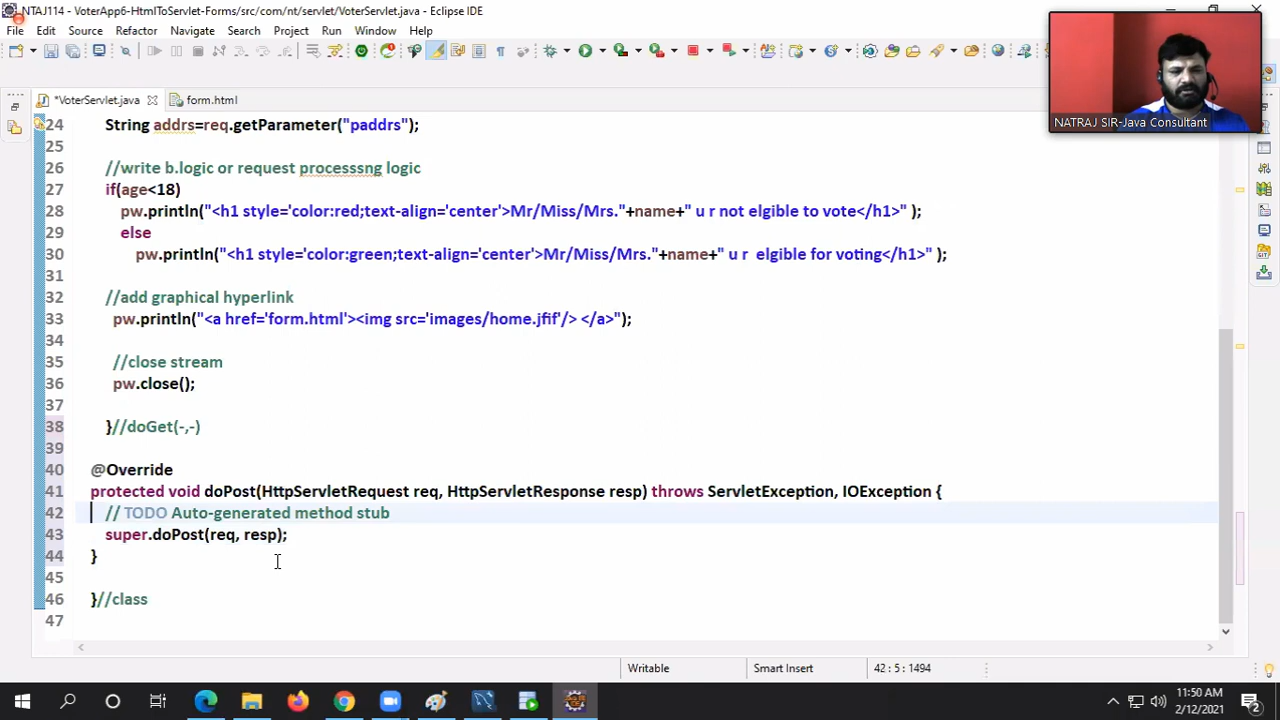 NTAJ114 - VoterApp6-HtmlToServlet-Forms/src/com/nt/servlet/VoterServlet.java - Eclipse IDE
File Edit Source Refactor Navigate Search Project Run Window Help
NATRAJ SIR-Java Consultant
*VoterServlet.java form.html
24 String addrs=req.getParameter("paddrs");
25
26 //write b.logic or request processsng logic
27 if(age<18)
28 pw.println("<h1 style='color:red;text-align='center'>Mr/Miss/Mrs."+name+" u r not elgible to vote</h1>" );
29 else
30 pw.println("<h1 style='color:green;text-align='center'>Mr/Miss/Mrs."+name+" u r  elgible for voting</h1>" );
31
32 //add graphical hyperlink
33 pw.println("<a href='form.html'><img src='images/home.jfif'/> </a>");
34
35 //close stream
36 pw.close();
37
38 }//doGet(-,-)
39
40 @Override
41 protected void doPost(HttpServletRequest req, HttpServletResponse resp) throws ServletException, IOException {
42 // TODO Auto-generated method stub
43 super.doPost(req, resp);
44 }
45
46 }//class
47
Writable Smart Insert 42 : 5 : 1494
11:50 AM
2/12/2021
2